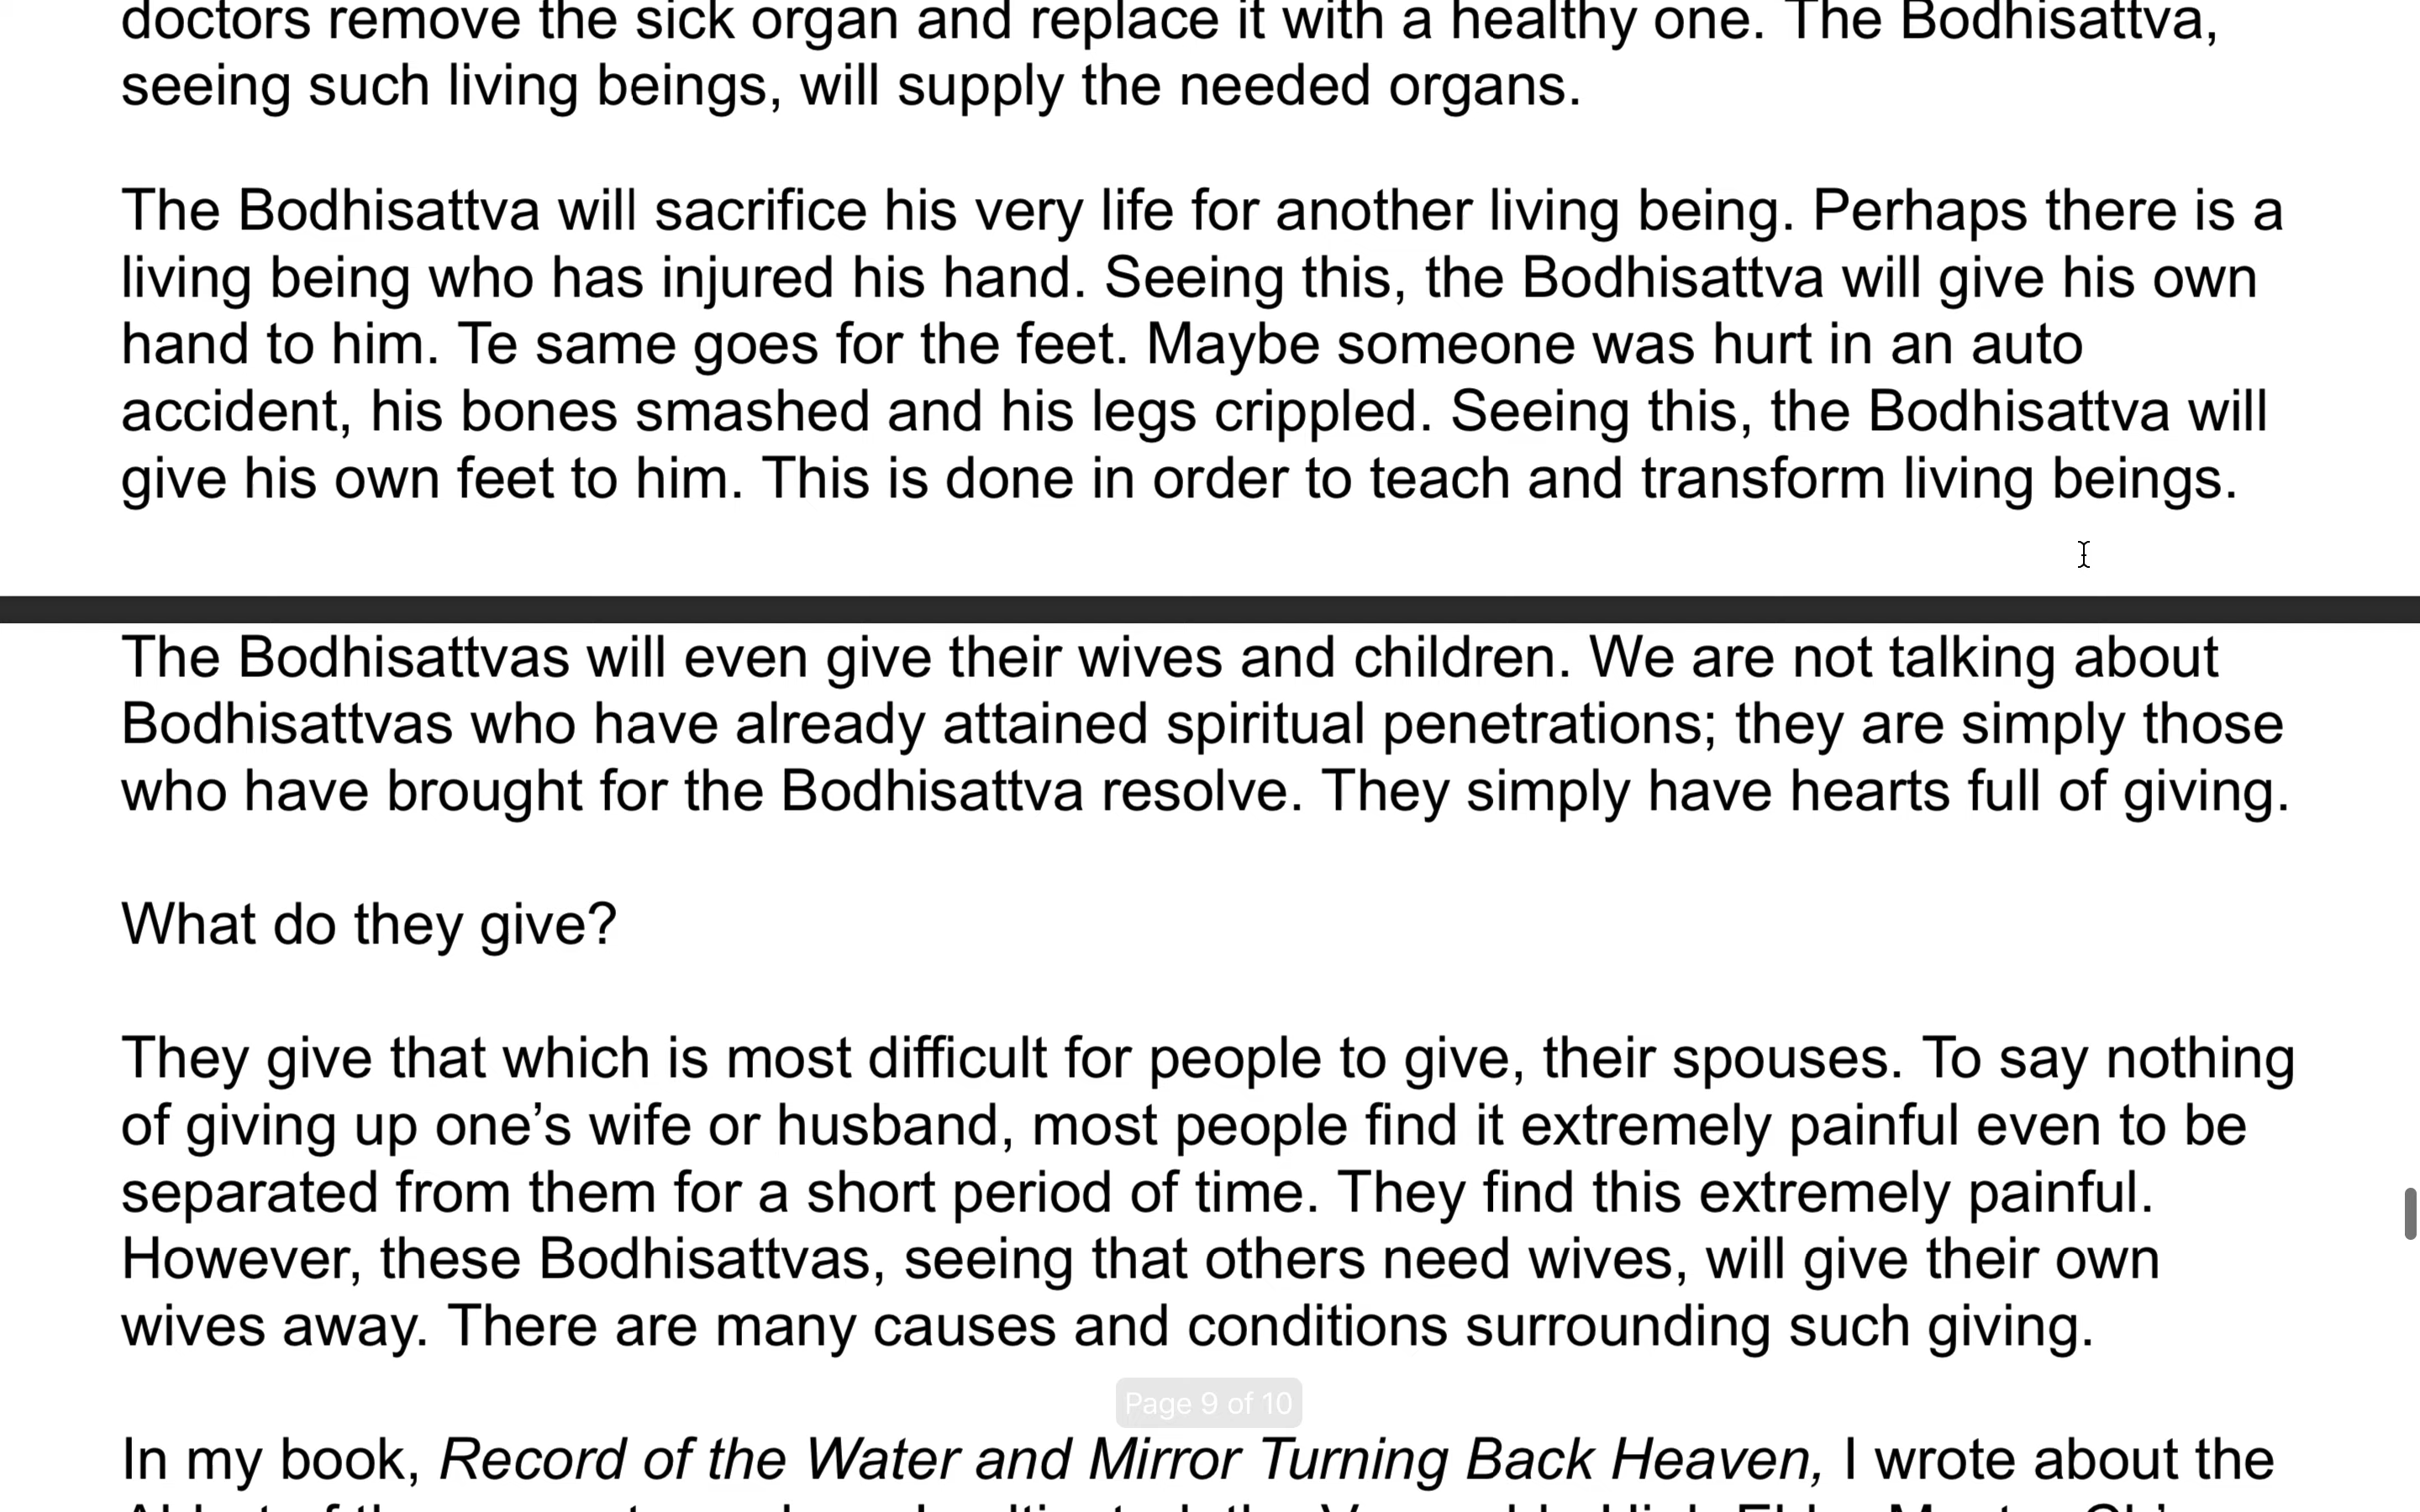 doctors remove the sick organ and replace it with a healthy one. The Bodhisattva,
seeing such living beings, will supply the needed organs.
The Bodhisattva will sacrifice his very life for another living being. Perhaps there is a
living being who has injured his hand. Seeing this, the Bodhisattva will give his own
hand to him. Te same goes for the feet. Maybe someone was hurt in an auto
accident, his bones smashed and his legs crippled. Seeing this, the Bodhisattva will
give his own feet to him. This is done in order to teach and transform living beings.
The Bodhisattvas will even give their wives and children. We are not talking about
Bodhisattvas who have already attained spiritual penetrations; they are simply those
who have brought for the Bodhisattva resolve. They simply have hearts full of giving.
What do they give?
They give that which is most difficult for people to give, their spouses. To say nothing
of giving up one’s wife or husband, most people find it extremely painful even to be
separated from them for a short period of time. They find this extremely painful.
However, these Bodhisattvas, seeing that others need wives, will give their own
wives away. There are many causes and conditions surrounding such giving.
Page 9 of 10
In my book, Record of the Water and Mirror Turning Back Heaven, I wrote about the